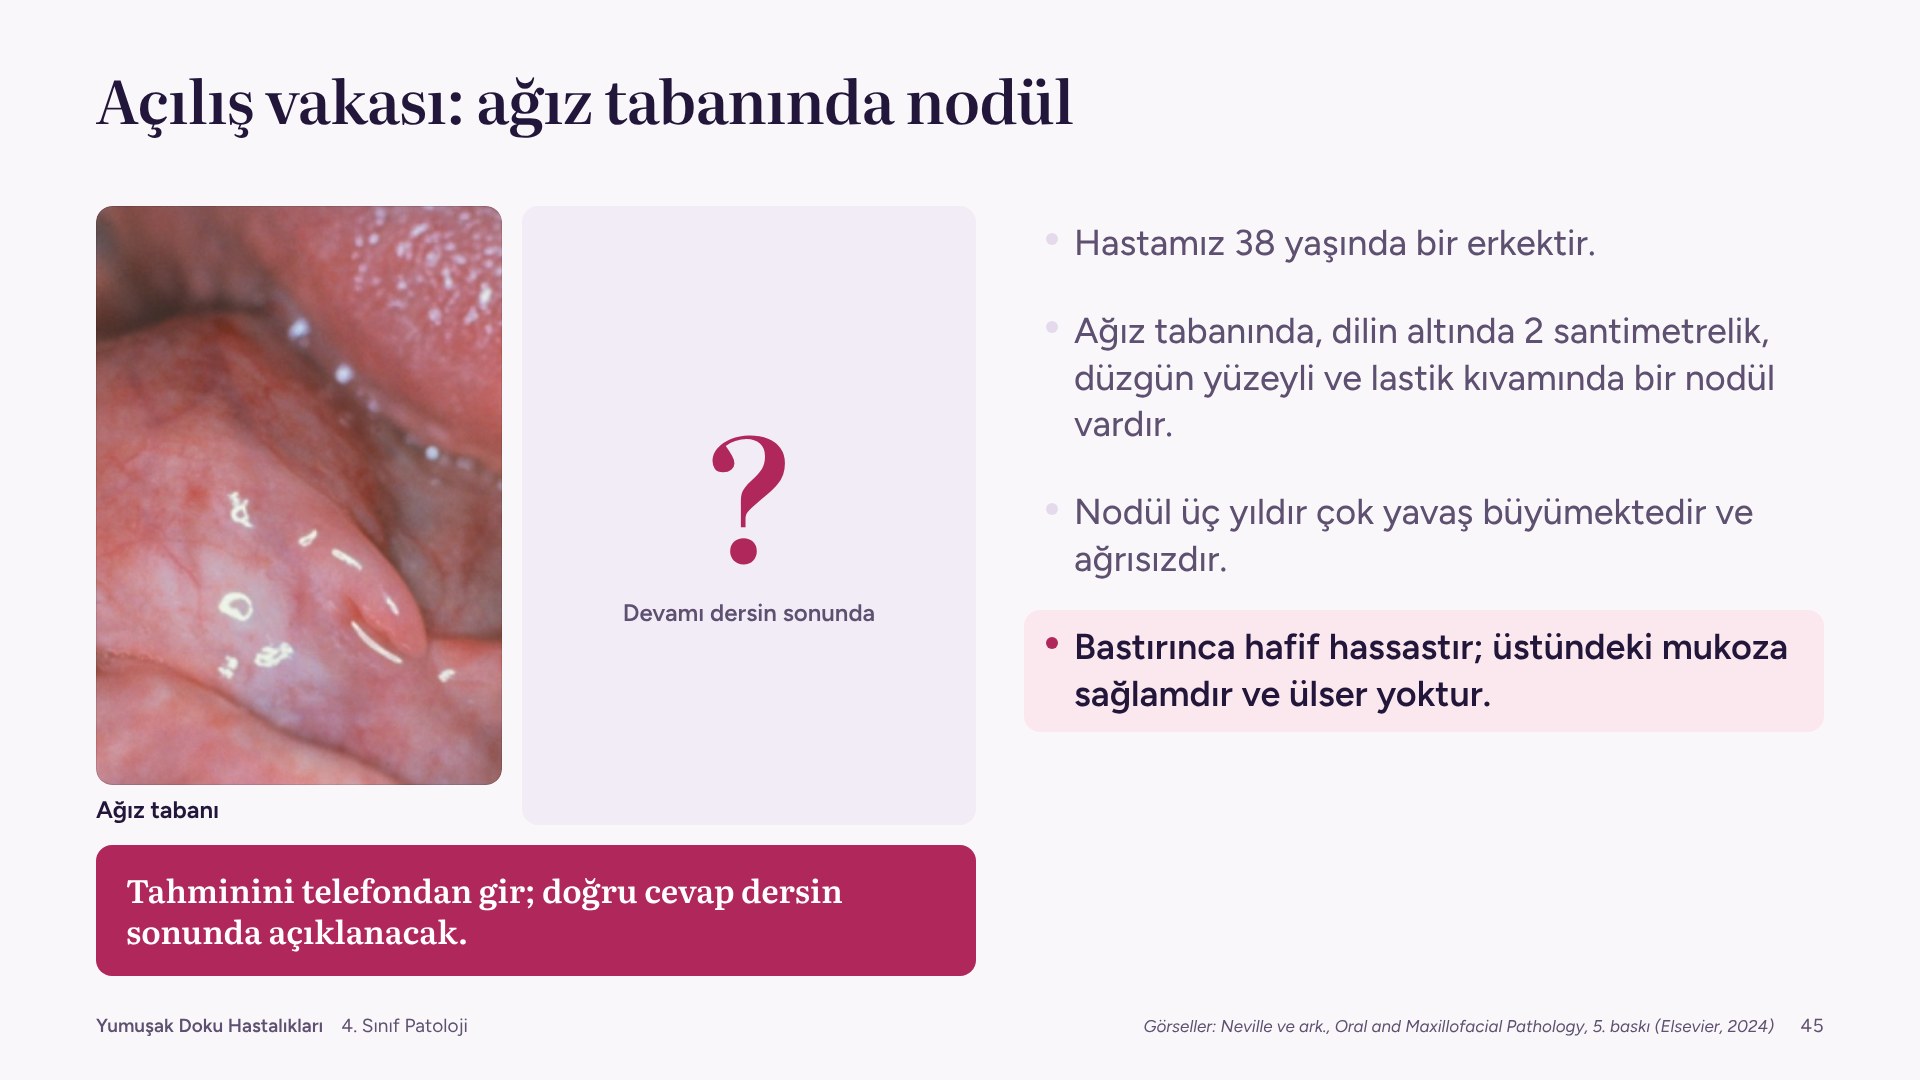 Açılış vakası: ağız tabanında nodül
Ağız tabanı
?
Devamı dersin sonunda
Tahminini telefondan gir; doğru cevap dersin
sonunda açıklanacak.
Hastamız 38 yaşında bir erkektir.
Ağız tabanında, dilin altında 2 santimetrelik,
düzgün yüzeyli ve lastik kıvamında bir nodül
vardır.
Nodül üç yıldır çok yavaş büyümektedir ve
ağrısızdır.
Bastırınca hafif hassastır; üstündeki mukoza
sağlamdır ve ülser yoktur.
Yumuşak Doku Hastalıkları 4. Sınıf Patoloji
Görseller: Neville ve ark., Oral and Maxillofacial Pathology, 5. baskı (Elsevier, 2024) 45